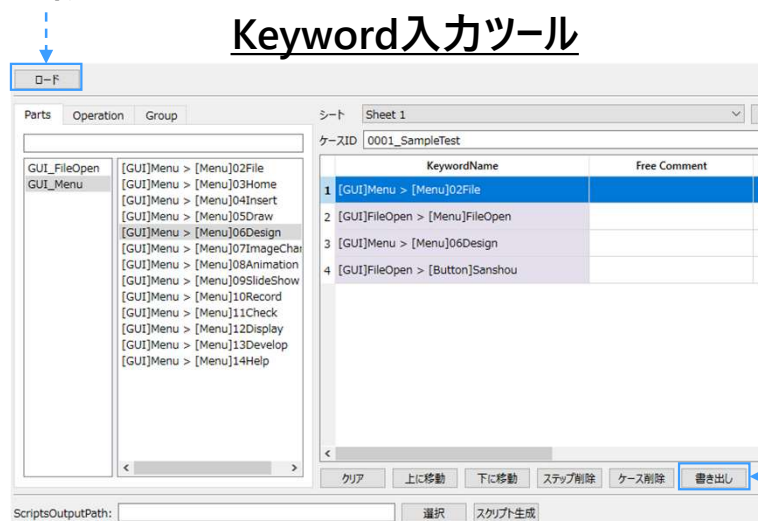 Keyword入力ツール
ロード
Parts Operation Group
シート Sheet 1
ケースID 0001_SampleTest
GUI_FileOpen
GUI_Menu
[GUI]Menu > [Menu]02File
[GUI]Menu > [Menu]03Home
[GUI]Menu > [Menu]04Insert
[GUI]Menu > [Menu]05Draw
[GUI]Menu > [Menu]06Design
[GUI]Menu > [Menu]07ImageChar
[GUI]Menu > [Menu]08Animation
[GUI]Menu > [Menu]09SlideShow
[GUI]Menu > [Menu]10Record
[GUI]Menu > [Menu]11Check
[GUI]Menu > [Menu]12Display
[GUI]Menu > [Menu]13Develop
[GUI]Menu > [Menu]14Help
KeywordName Free Comment
1 [GUI]Menu > [Menu]02File
2 [GUI]FileOpen > [Menu]FileOpen
3 [GUI]Menu > [Menu]06Design
4 [GUI]FileOpen > [Button]Sanshou
クリア 上に移動 下に移動 ステップ削除 ケース削除 書き出し
ScriptsOutputPath: 選択 スクリプト生成